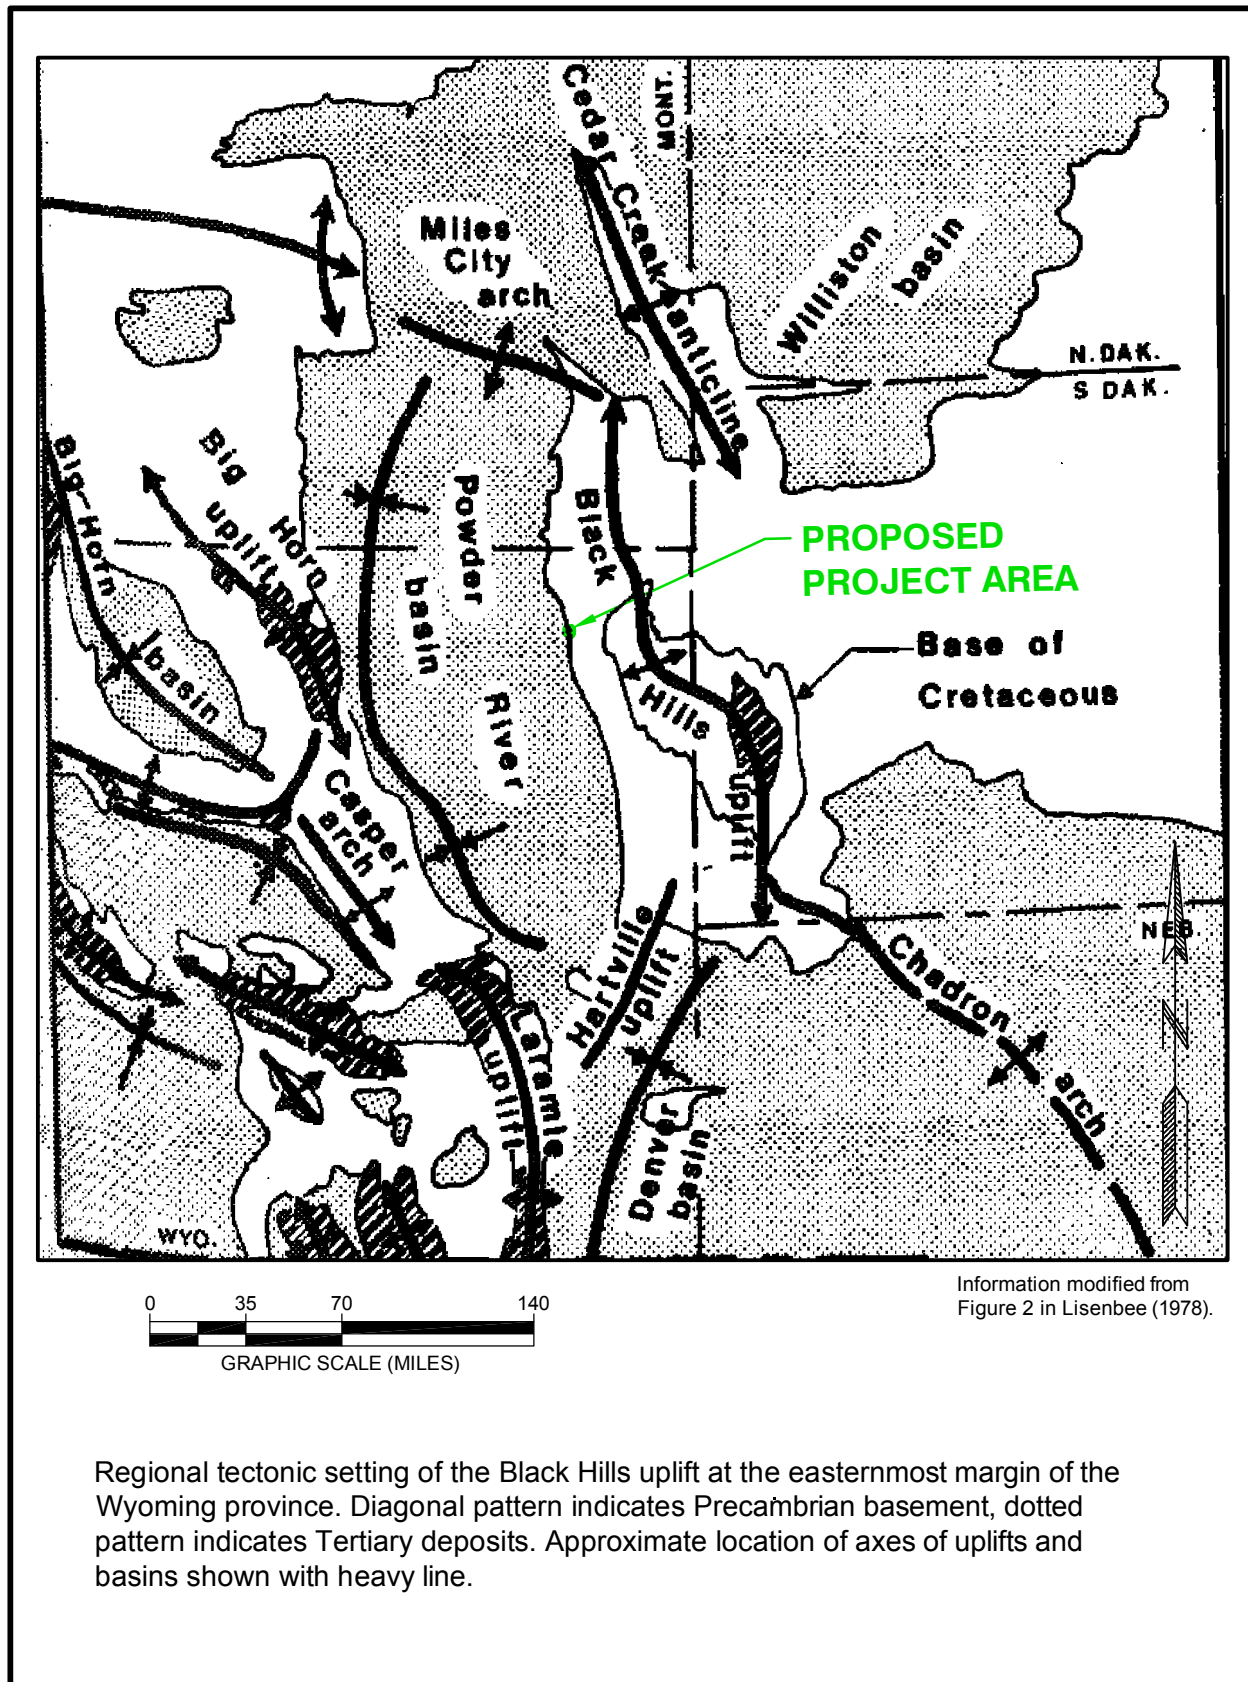 Cedar Creek anticline
MONT.
Miles
City
arch
Williston
basin
N. DAK.
S DAK.
Big-Horn
basin
Big Horn
uplift
Powder River
basin
Black Hills uplift
PROPOSED
PROJECT AREA
Base of
Cretaceous
Casper
arch
Hartville
uplift
NEB.
Chadron arch
Laramie
uplift
Denver
basin
WYO.
N
0 35 70 140
GRAPHIC SCALE (MILES)
Information modified from
Figure 2 in Lisenbee (1978).
Regional tectonic setting of the Black Hills uplift at the easternmost margin of the
Wyoming province. Diagonal pattern indicates Precambrian basement, dotted
pattern indicates Tertiary deposits. Approximate location of axes of uplifts and
basins shown with heavy line.